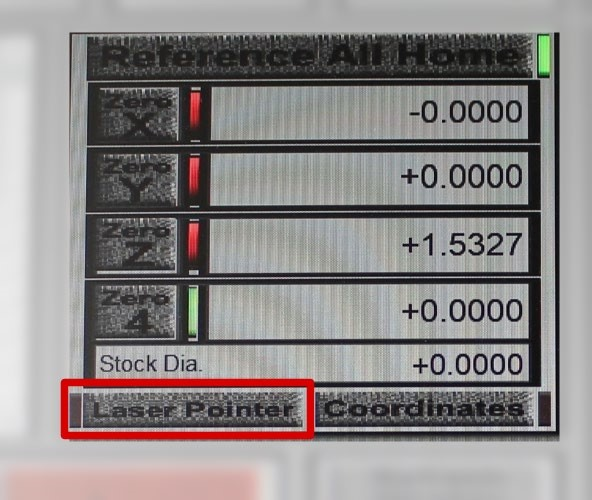 Reference All Home
Zero X -0.0000
Zero Y +0.0000
Zero Z +1.5327
Zero 4 +0.0000
Stock Dia. +0.0000
Laser Pointer Coordinates